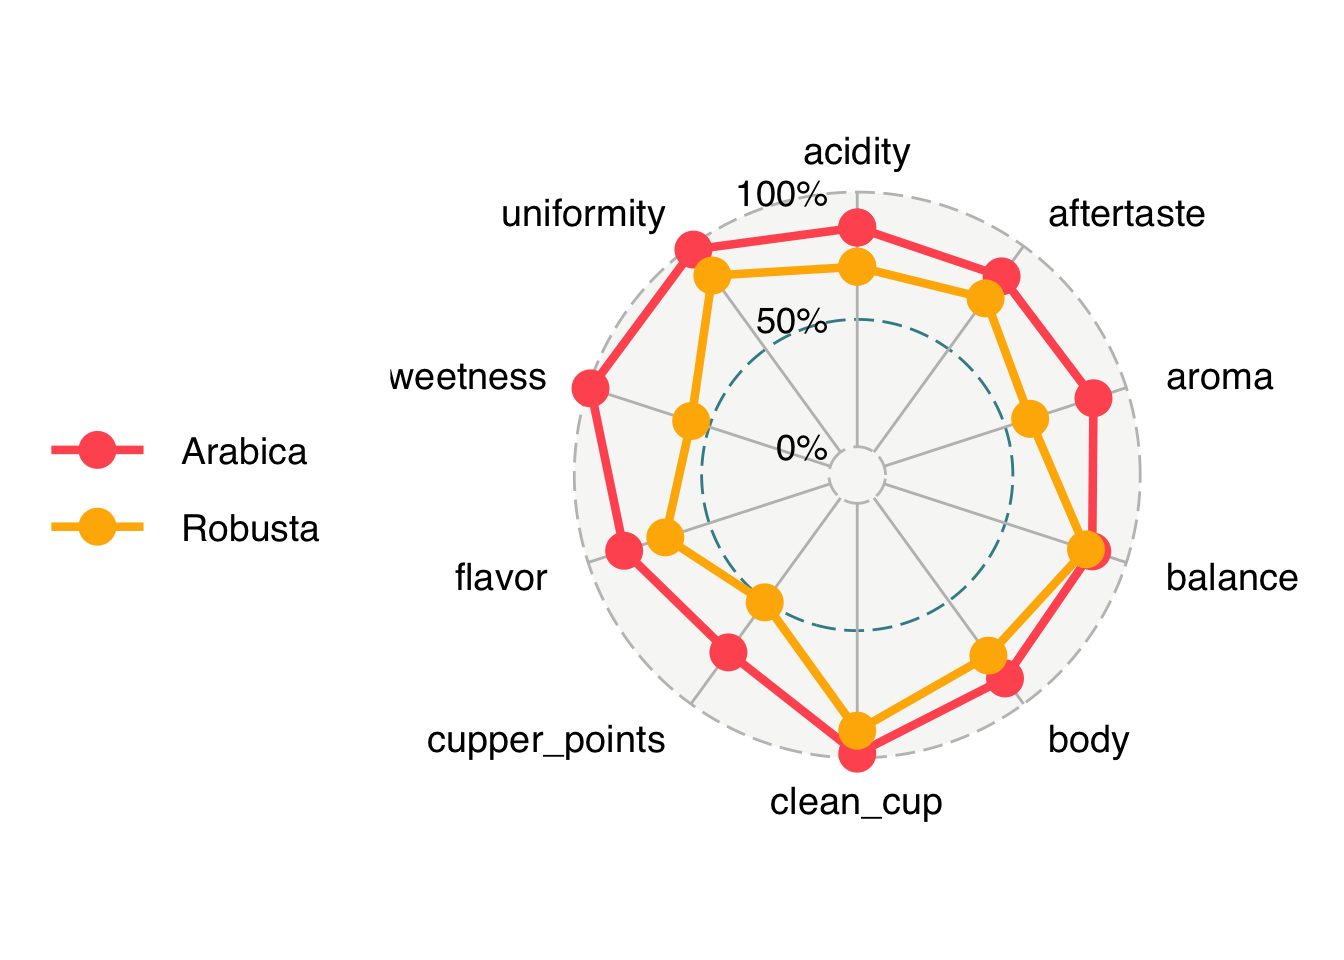 acidity
100%
uniformity
aftertaste
50%
weetness
aroma
0%
Arabica
Robusta
flavor
balance
cupper_points
body
clean_cup